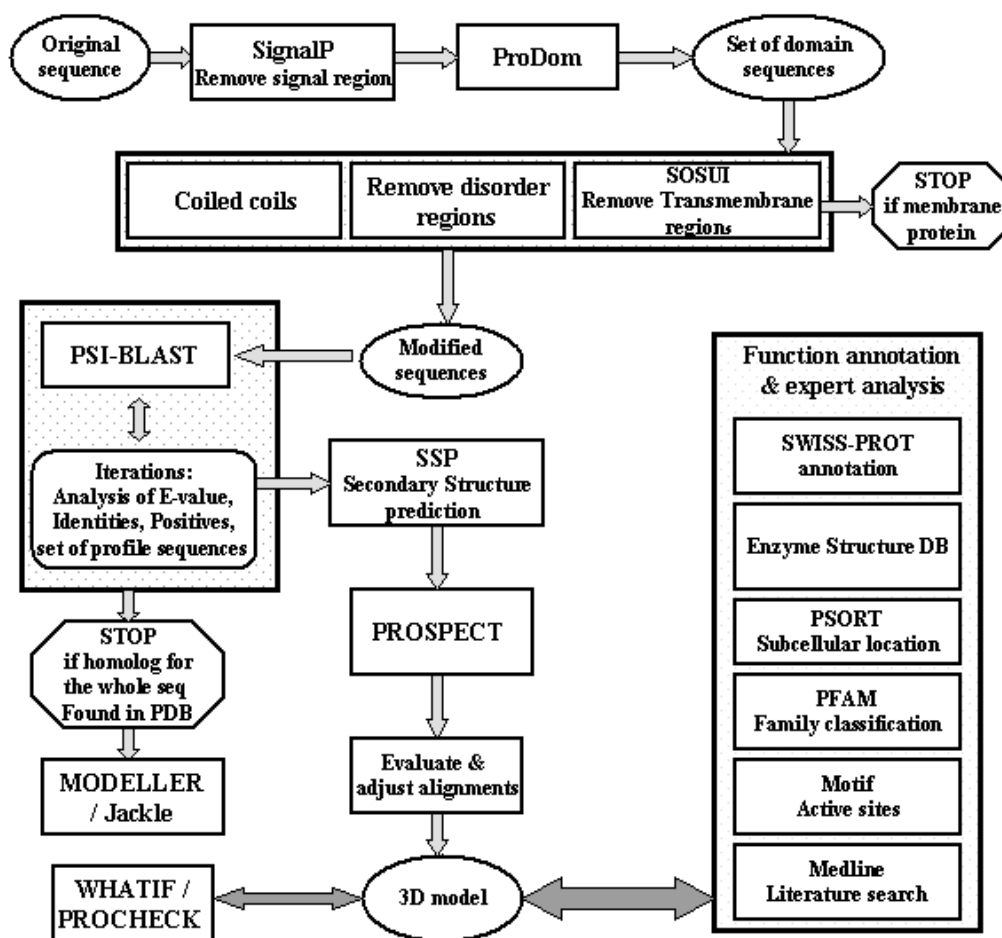 Original
sequence
SignalP
Remove signal region
ProDom
Set of domain
sequences
Coiled coils
Remove disorder
regions
SOSUI
Remove Transmembrane
regions
STOP
if membrane
protein
PSI-BLAST
Modified
sequences
Iterations:
Analysis of E-value,
Identities, Positives,
set of profile sequences
SSP
Secondary Structure
prediction
STOP
if homolog for
the whole seq
Found in PDB
PROSPECT
MODELLER
/ Jackle
Evaluate &
adjust alignments
WHATIF /
PROCHECK
3D model
Function annotation
& expert analysis
SWISS-PROT
annotation
Enzyme Structure DB
PSORT
Subcellular location
PFAM
Family classification
Motif
Active sites
Medline
Literature search